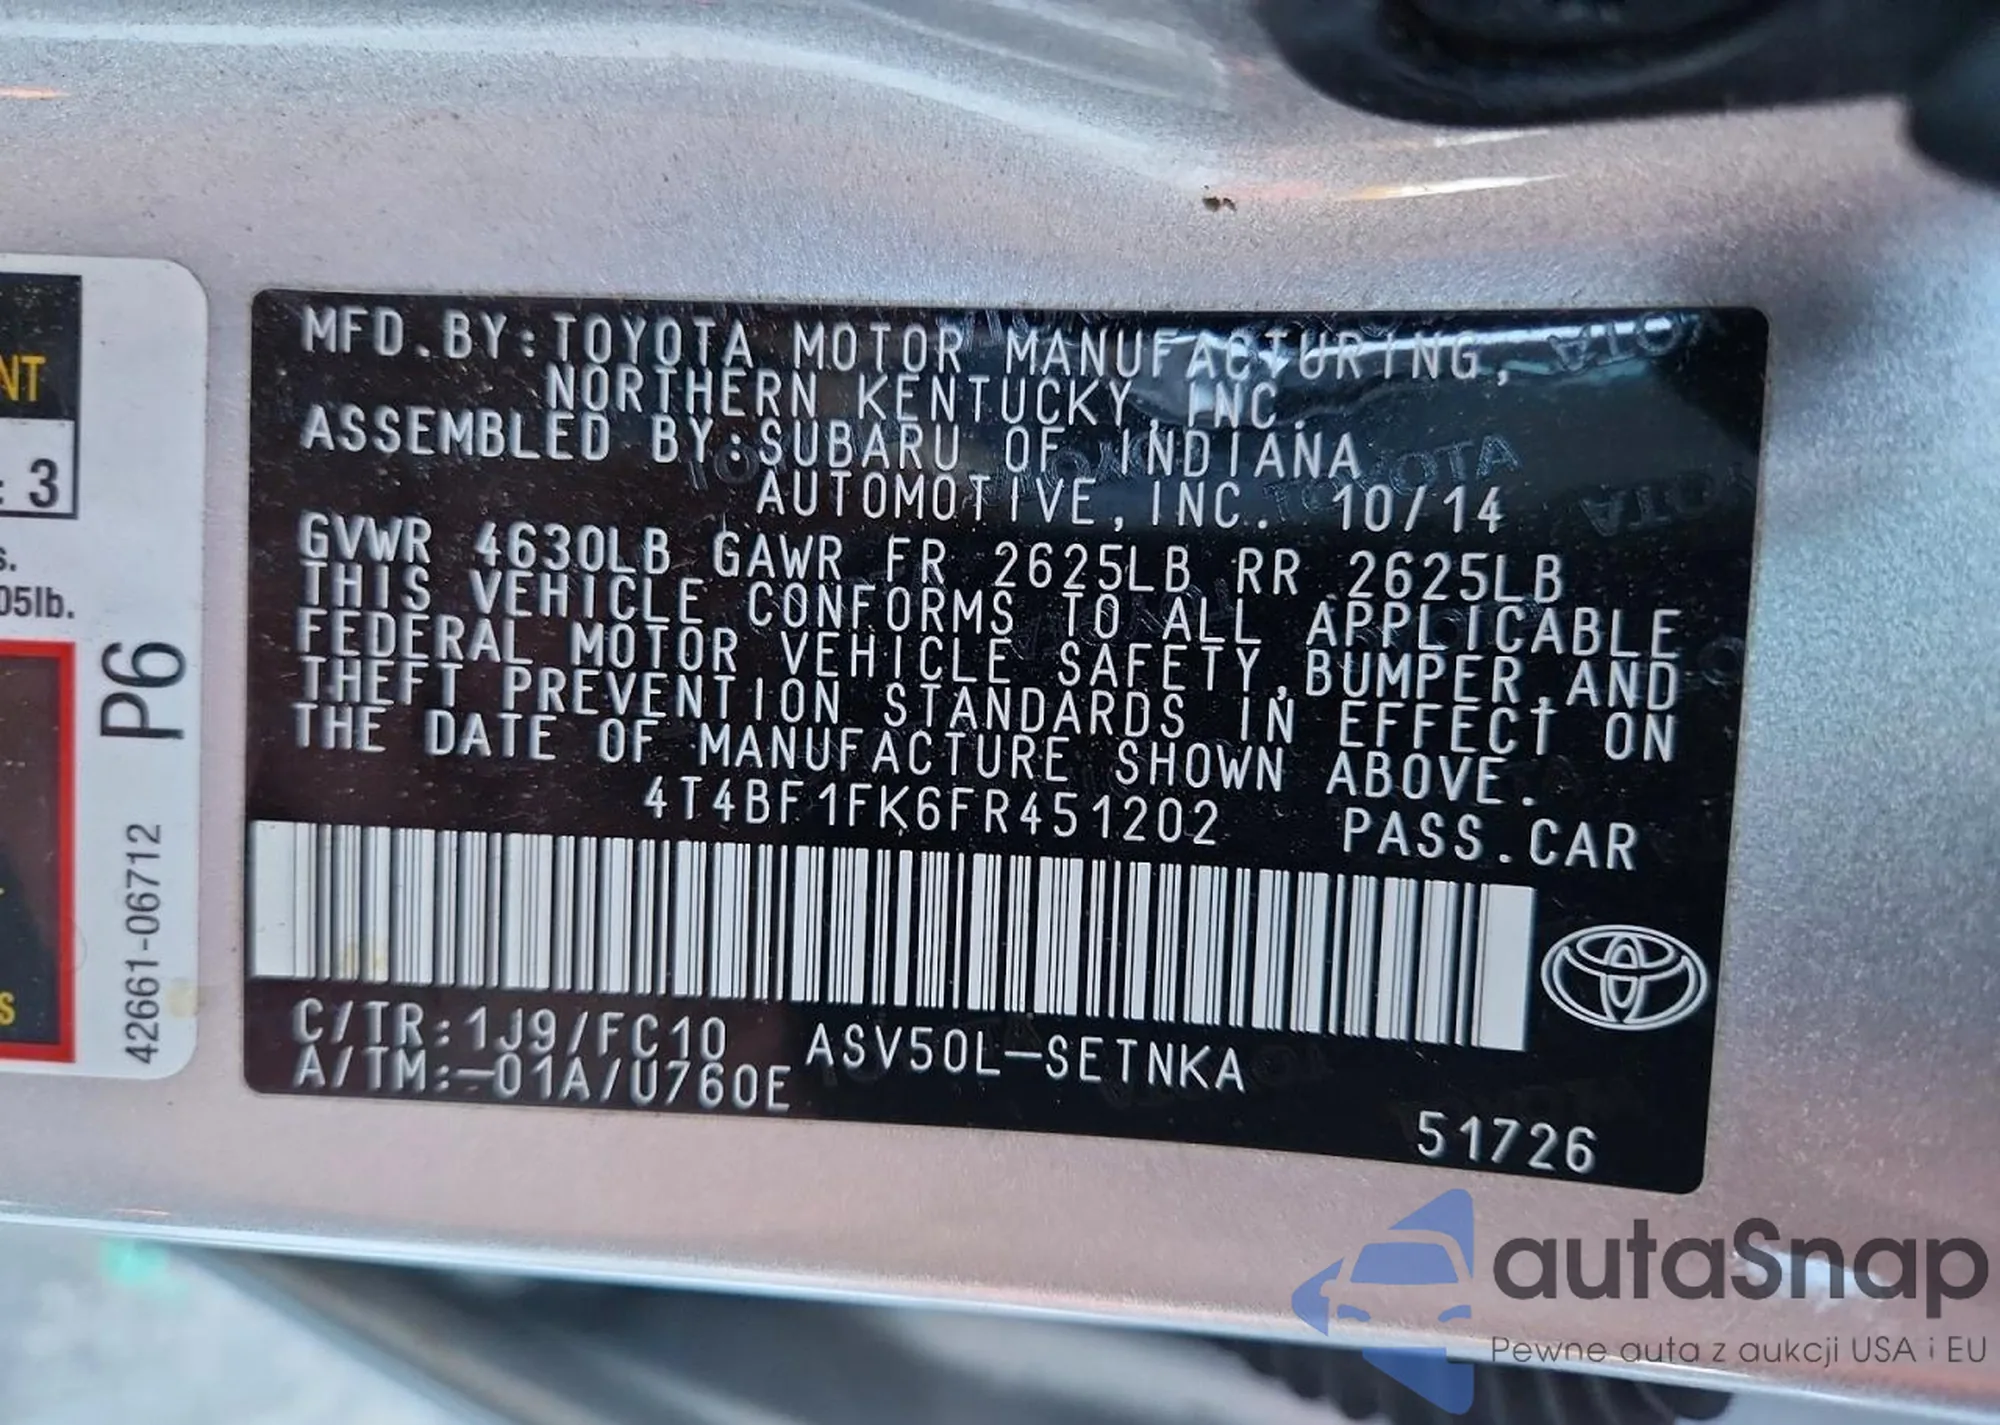 MFD.BY:TOYOTA MOTOR MANUFACTURING,
NORTHERN KENTUCKY,INC.
ASSEMBLED BY:SUBARU OF INDIANA
AUTOMOTIVE,INC. 10/14
GVWR 4630LB GAWR FR 2625LB RR 2625LB
THIS VEHICLE CONFORMS TO ALL APPLICABLE
FEDERAL MOTOR VEHICLE SAFETY,BUMPER,AND
THEFT PREVENTION STANDARDS IN EFFECT ON
THE DATE OF MANUFACTURE SHOWN ABOVE.
4T4BF1FK6FR451202 PASS.CAR
C/TR:1J9/FC10 ASV50L-SETNKA
A/TM:-01A/U760E
51726
NT
: 3
s.
05lb.
S
P6
42661-06712
autaSnap
Pewne auta z aukcji USA i EU